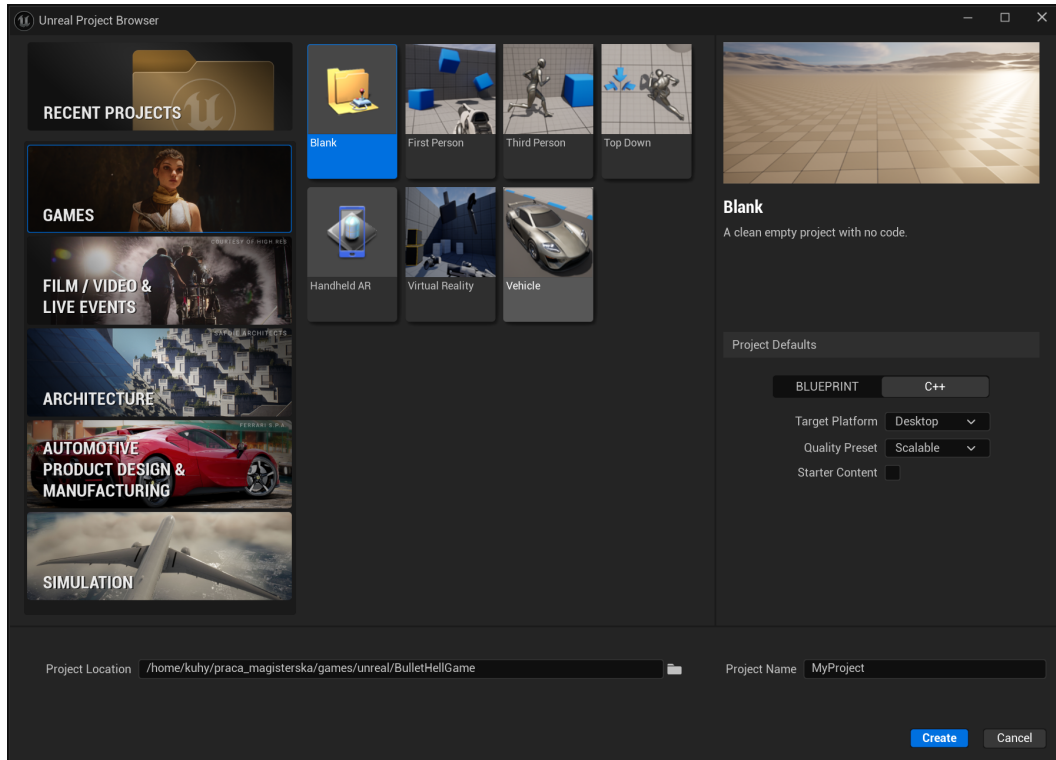 Unreal Project Browser
RECENT PROJECTS
GAMES
COURTESY OF HIGH RES
FILM / VIDEO &
LIVE EVENTS
SAFDIE ARCHITECTS
ARCHITECTURE
FERRARI S.P.A.
AUTOMOTIVE
PRODUCT DESIGN &
MANUFACTURING
SIMULATION
Blank
First Person
Third Person
Top Down
Handheld AR
Virtual Reality
Vehicle
Blank
A clean empty project with no code.
Project Defaults
BLUEPRINT C++
Target Platform Desktop
Quality Preset Scalable
Starter Content
Project Location /home/kuhy/praca_magisterska/games/unreal/BulletHellGame
Project Name MyProject
Create Cancel